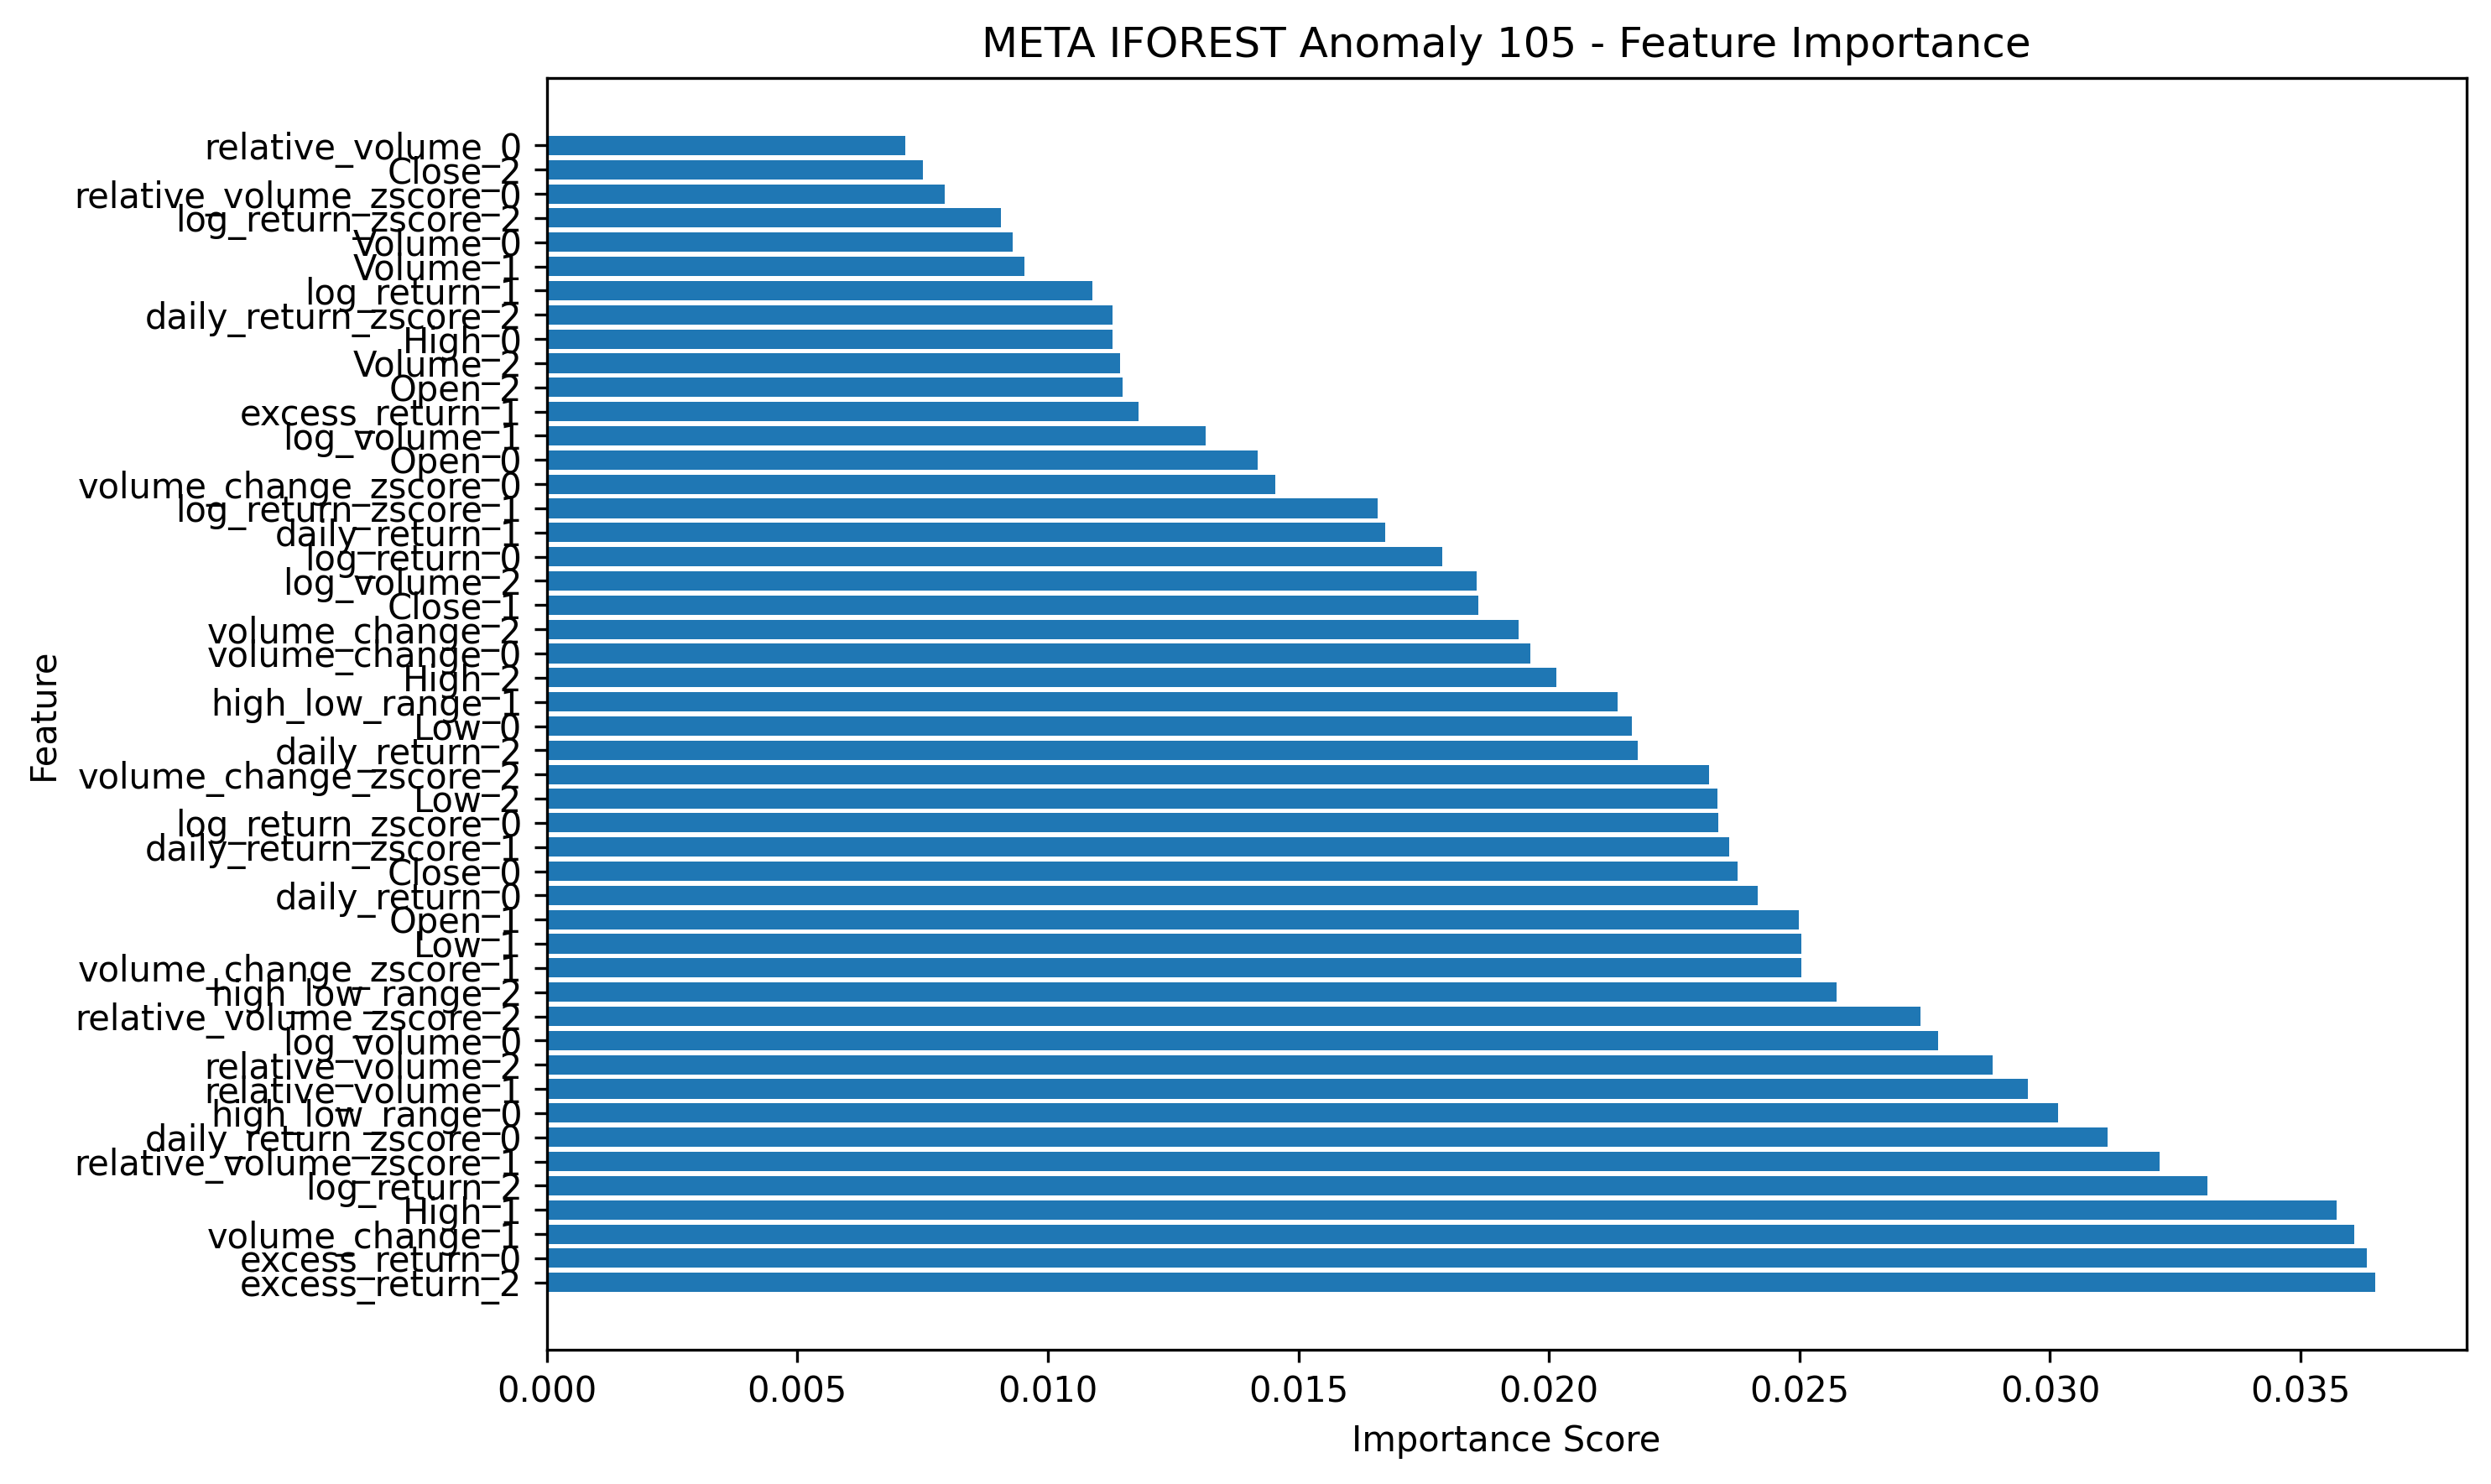 META IFOREST Anomaly 105 - Feature Importance
relative_volume_0
Close_2
relative_volume_zscore_0
log_return_zscore_2
Volume_0
Volume_1
log_return_1
daily_return_zscore_2
High_0
Volume_2
Open_2
excess_return_1
log_volume_1
Open_0
volume_change_zscore_0
log_return_zscore_1
daily_return_1
log_return_0
log_volume_2
Close_1
volume_change_2
volume_change_0
High_2
high_low_range_1
Low_0
daily_return_2
volume_change_zscore_2
Low_2
log_return_zscore_0
daily_return_zscore_1
Close_0
daily_return_0
Open_1
Low_1
volume_change_zscore_1
high_low_range_2
relative_volume_zscore_2
log_volume_0
relative_volume_2
relative_volume_1
high_low_range_0
daily_return_zscore_0
relative_volume_zscore_1
log_return_2
High_1
volume_change_1
excess_return_0
excess_return_2
Feature
0.000 0.005 0.010 0.015 0.020 0.025 0.030 0.035
Importance Score